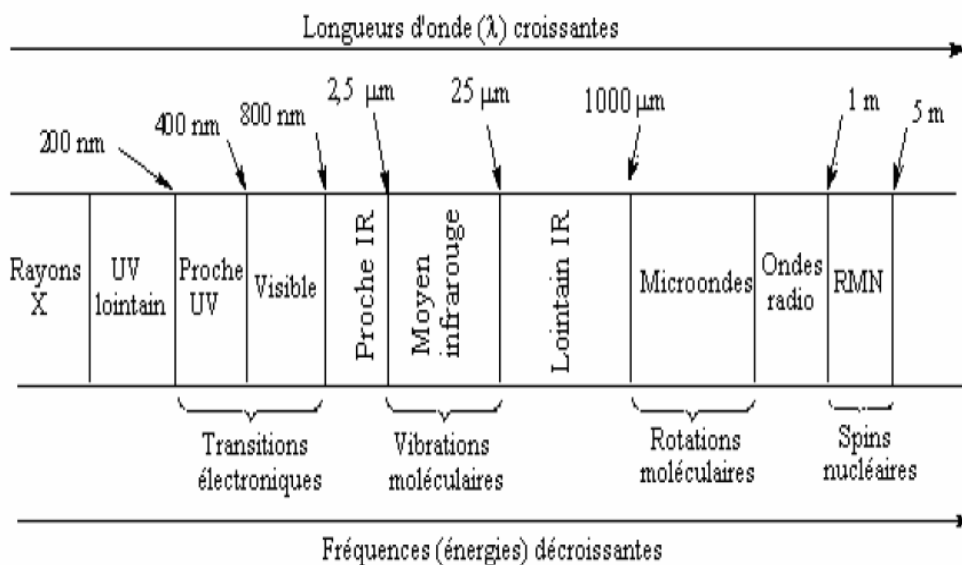 Longueurs d'onde (λ) croissantes
200 nm
400 nm
800 nm
2,5 μm
25 μm
1000 μm
1 m
5 m
Rayons
X
UV
lointain
Proche
UV
Visible
Proche IR
Moyen
infrarouge
Lointain IR
Microondes
Ondes
radio
RMN
Transitions
électroniques
Vibrations
moléculaires
Rotations
moléculaires
Spins
nucléaires
Fréquences (énergies) décroissantes